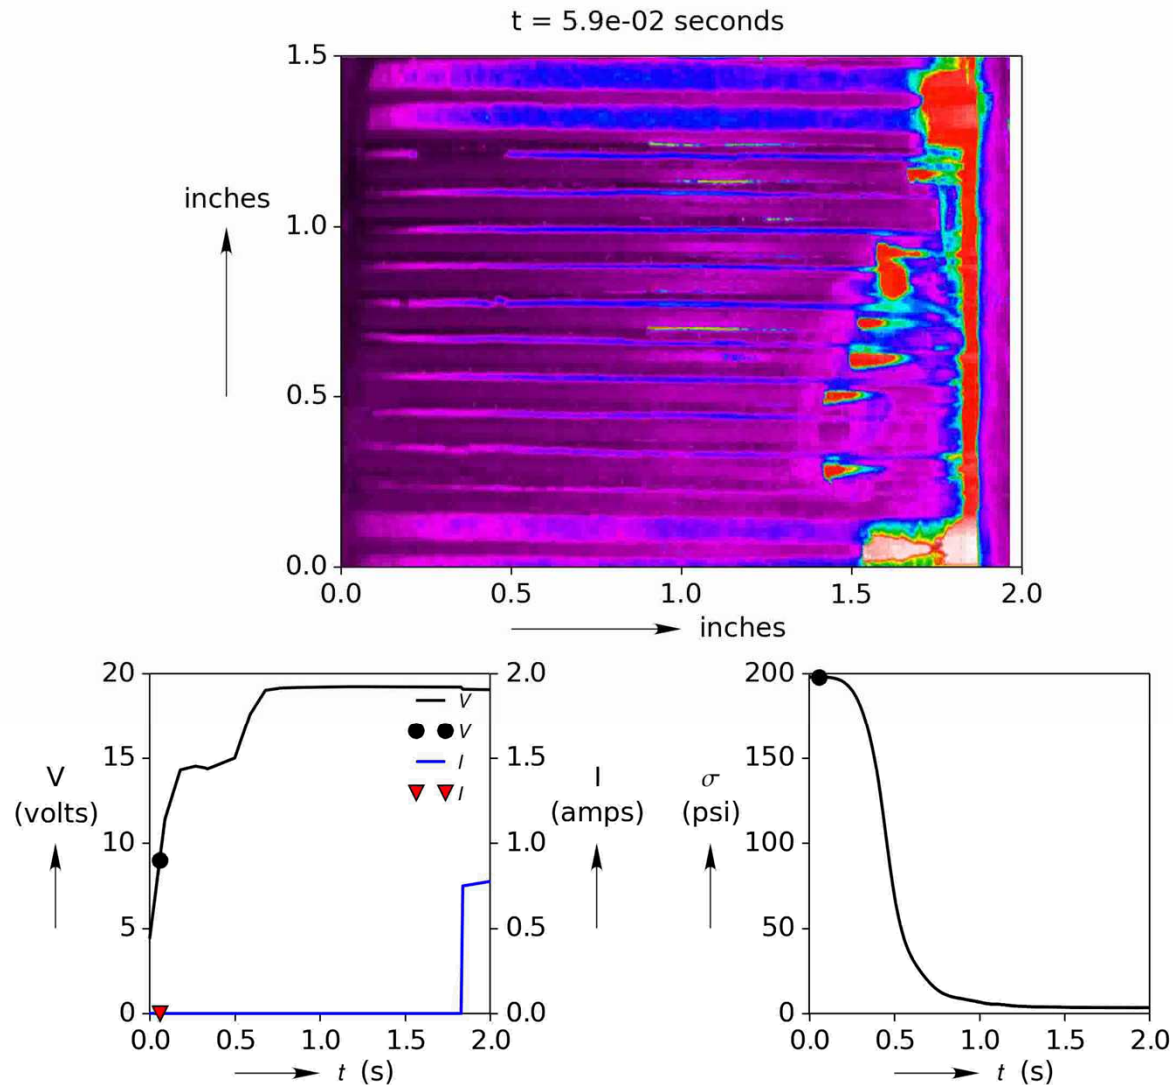 t = 5.9e-02 seconds
1.5
inches
1.0
0.5
0.0
0.0 0.5 1.0 1.5 2.0
inches
20 2.0 200
V
V
15 1.5 150
I
V I σ
(volts) I (amps) (psi)
10 1.0 100
5 0.5 50
0 0.0 0
0.0 0.5 1.0 1.5 2.0 0.0 0.5 1.0 1.5 2.0
t (s) t (s)